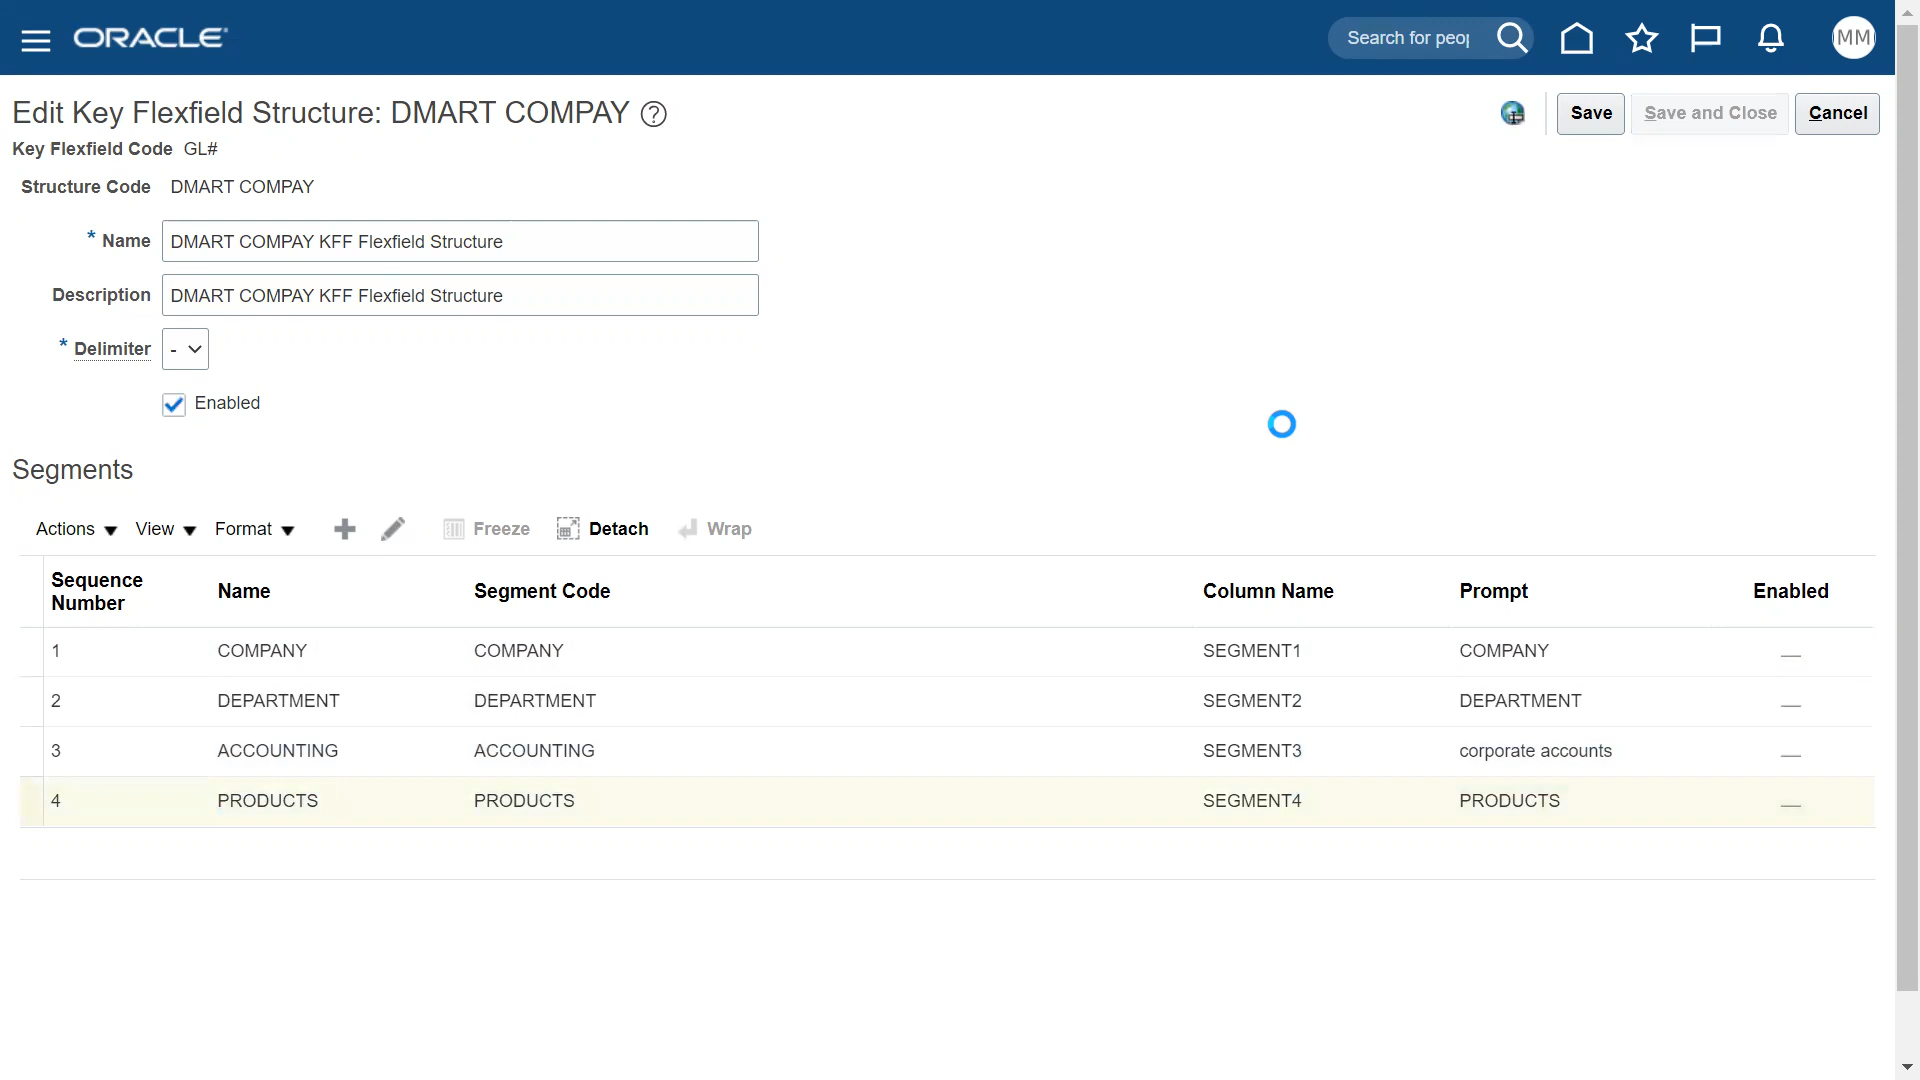 ORACLE
Search for peop
MM
Edit Key Flexfield Structure: DMART COMPAY
Save
Save and Close
Cancel
Key Flexfield Code GL#
Structure Code DMART COMPAY
* Name DMART COMPAY KFF Flexfield Structure
Description DMART COMPAY KFF Flexfield Structure
* Delimiter -
Enabled
Segments
Actions View Format Freeze Detach Wrap
Sequence Number Name Segment Code Column Name Prompt Enabled
1 COMPANY COMPANY SEGMENT1 COMPANY
2 DEPARTMENT DEPARTMENT SEGMENT2 DEPARTMENT
3 ACCOUNTING ACCOUNTING SEGMENT3 corporate accounts
4 PRODUCTS PRODUCTS SEGMENT4 PRODUCTS